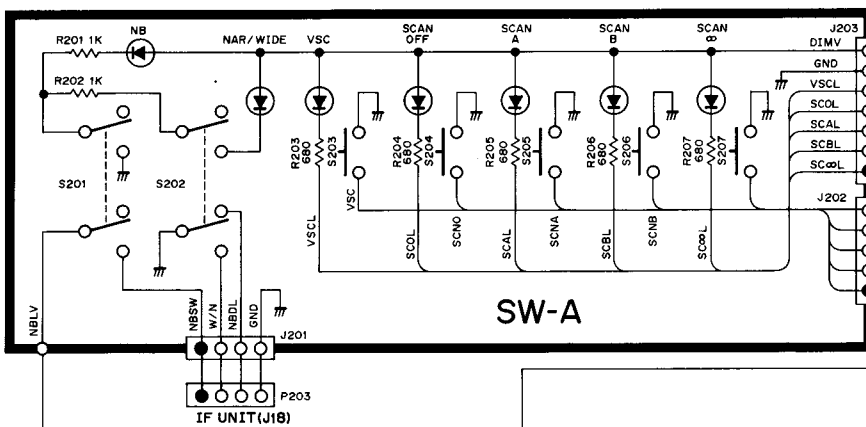 R201 1K
NB
NAR/WIDE
VSC
SCAN OFF
SCAN A
SCAN B
SCAN ∞
J203
DIMV
GND
VSCL
SCOL
SCAL
SCBL
SC∞L
R202 1K
R203 680
S203
R204 680
S204
R205 680
S205
R206 680
S206
R207 680
S207
S201
S202
VSC
J202
VSCL
SCOL
SCNO
SCAL
SCNA
SCBL
SCNB
SC∞L
NBLV
NBSW
W/N
NBDL
GND
SW-A
J201
P203
IF UNIT(J18)